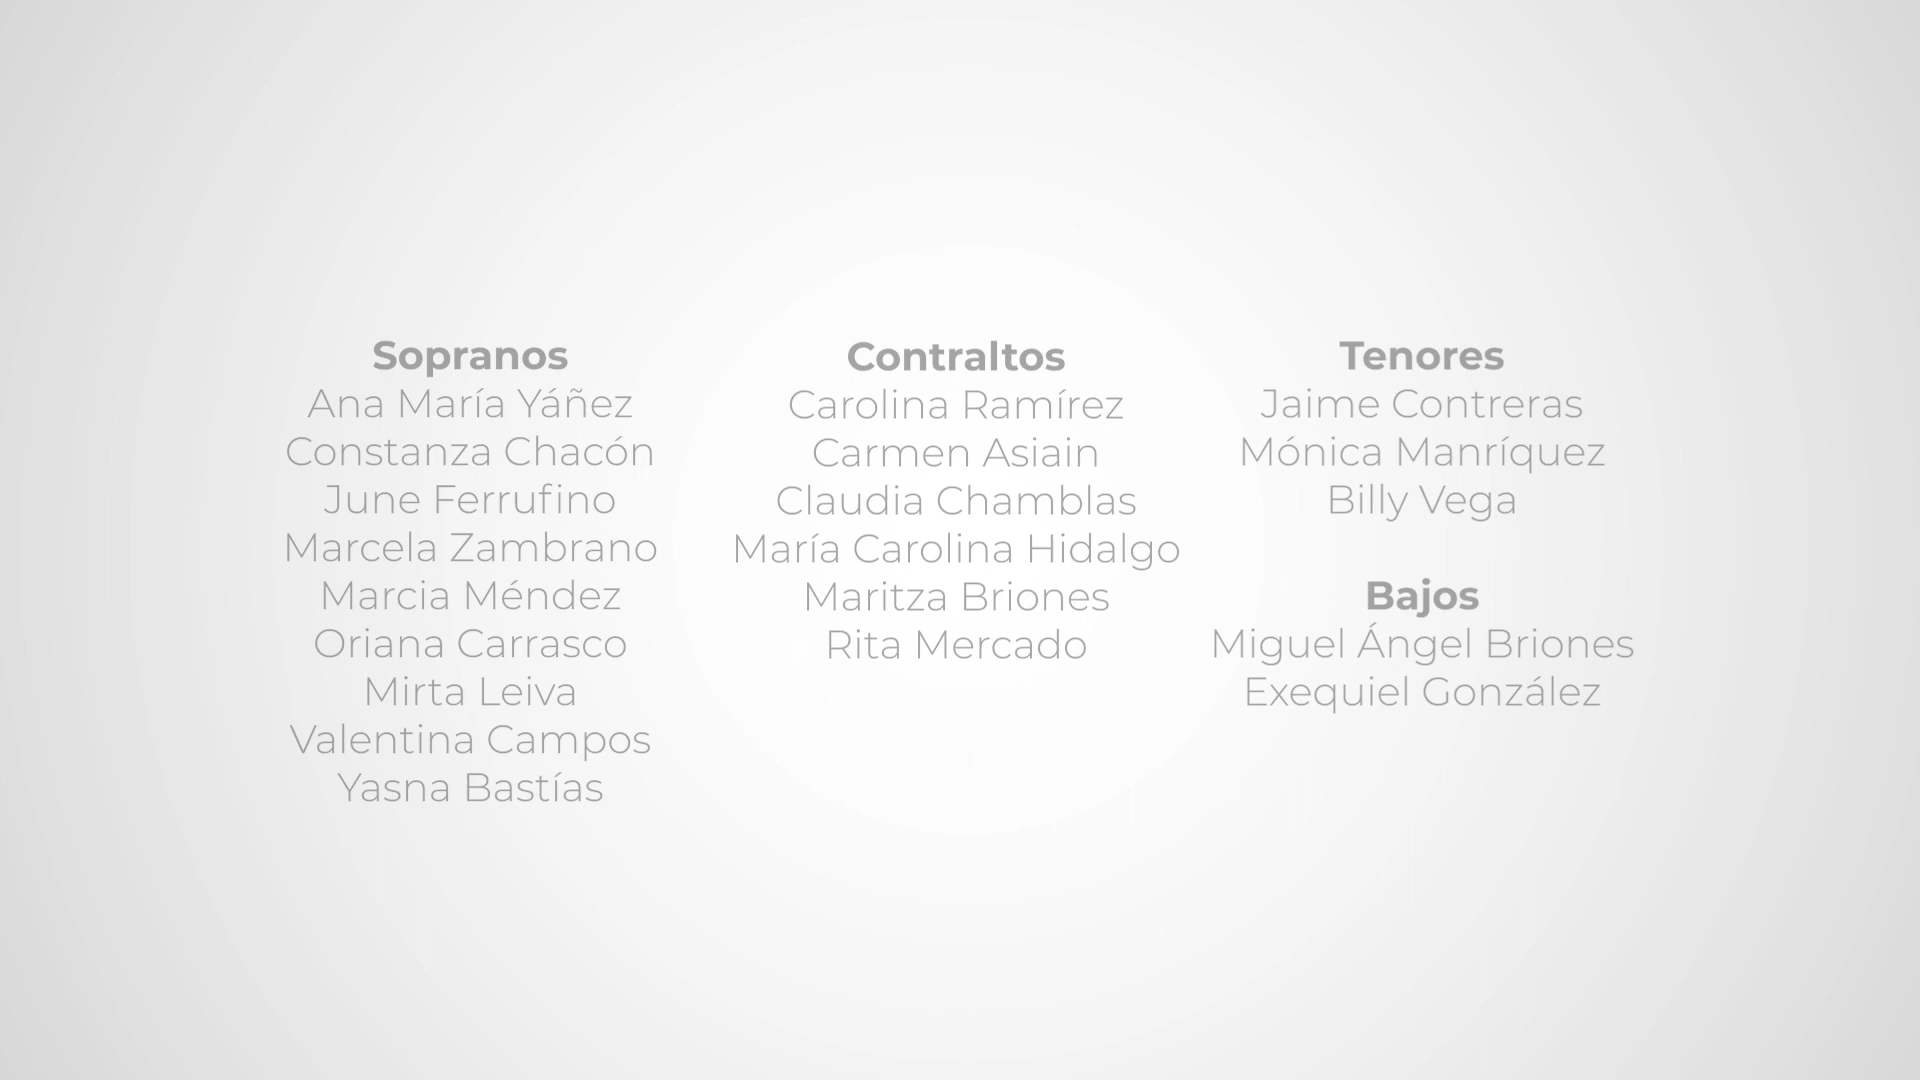 Sopranos
Ana María Yáñez
Constanza Chacón
June Ferrufino
Marcela Zambrano
Marcia Méndez
Oriana Carrasco
Mirta Leiva
Valentina Campos
Yasna Bastías
Contraltos
Carolina Ramírez
Carmen Asiain
Claudia Chamblas
María Carolina Hidalgo
Maritza Briones
Rita Mercado
Tenores
Jaime Contreras
Mónica Manríquez
Billy Vega
Bajos
Miguel Ángel Briones
Exequiel González